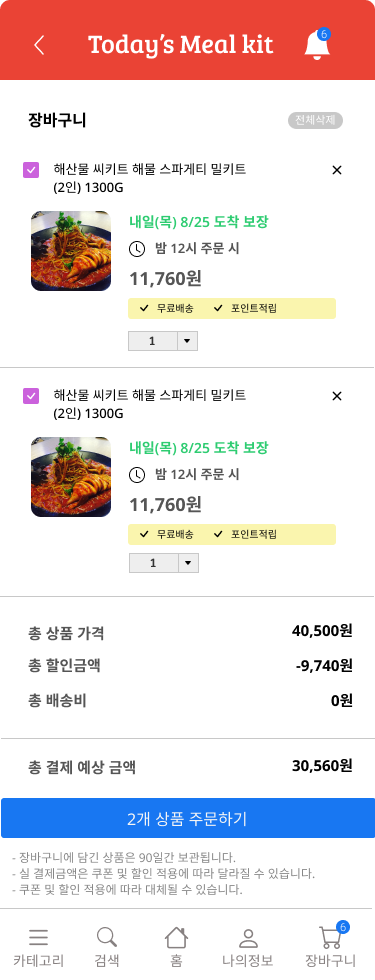 Today's Meal kit
6
장바구니
전체삭제
해산물 씨키트 해물 스파게티 밀키트
(2인) 1300G
내일(목) 8/25 도착 보장
밤 12시 주문 시
11,760원
무료배송 포인트적립
1
해산물 씨키트 해물 스파게티 밀키트
(2인) 1300G
내일(목) 8/25 도착 보장
밤 12시 주문 시
11,760원
무료배송 포인트적립
1
총 상품 가격 40,500원
총 할인금액 -9,740원
총 배송비 0원
총 결제 예상 금액 30,560원
2개 상품 주문하기
- 장바구니에 담긴 상품은 90일간 보관됩니다.
- 실 결제금액은 쿠폰 및 할인 적용에 따라 달라질 수 있습니다.
- 쿠폰 및 할인 적용에 따라 대체될 수 있습니다.
6
카테고리 검색 홈 나의정보 장바구니